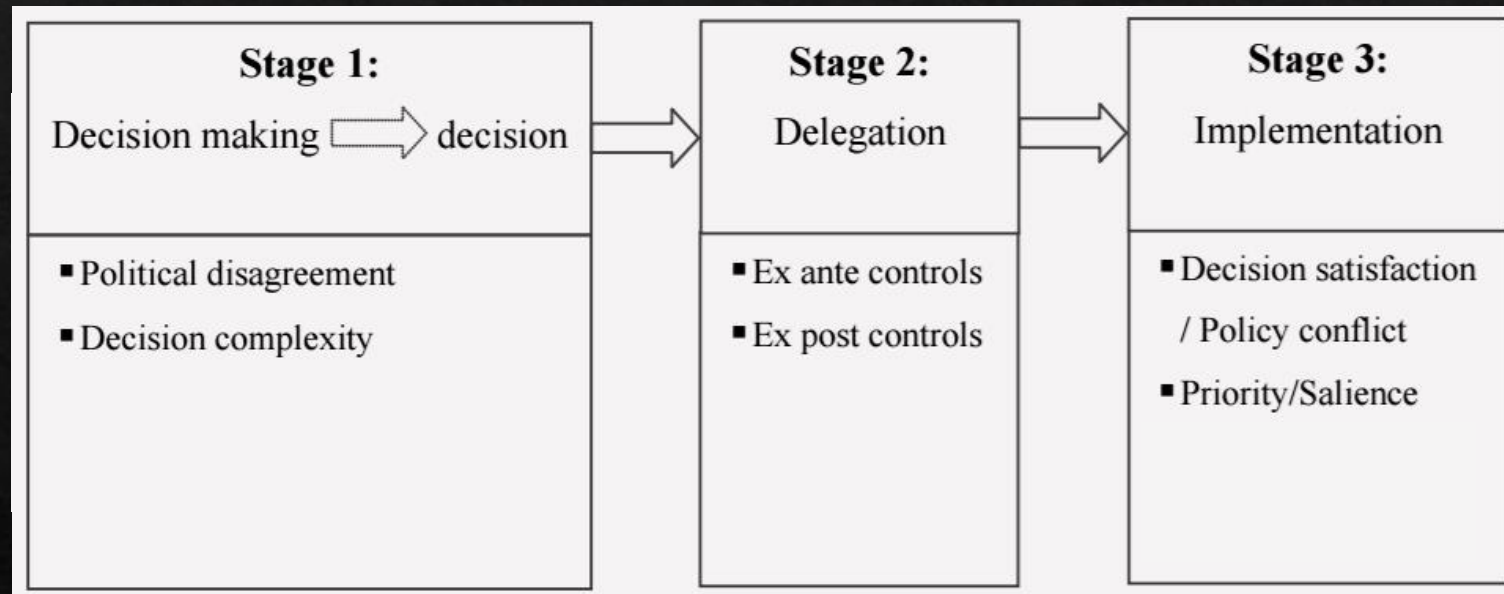 Stage 1:
Decision making decision
▪ Political disagreement
▪ Decision complexity
Stage 2:
Delegation
▪ Ex ante controls
▪ Ex post controls
Stage 3:
Implementation
▪ Decision satisfaction
/ Policy conflict
▪ Priority/Salience